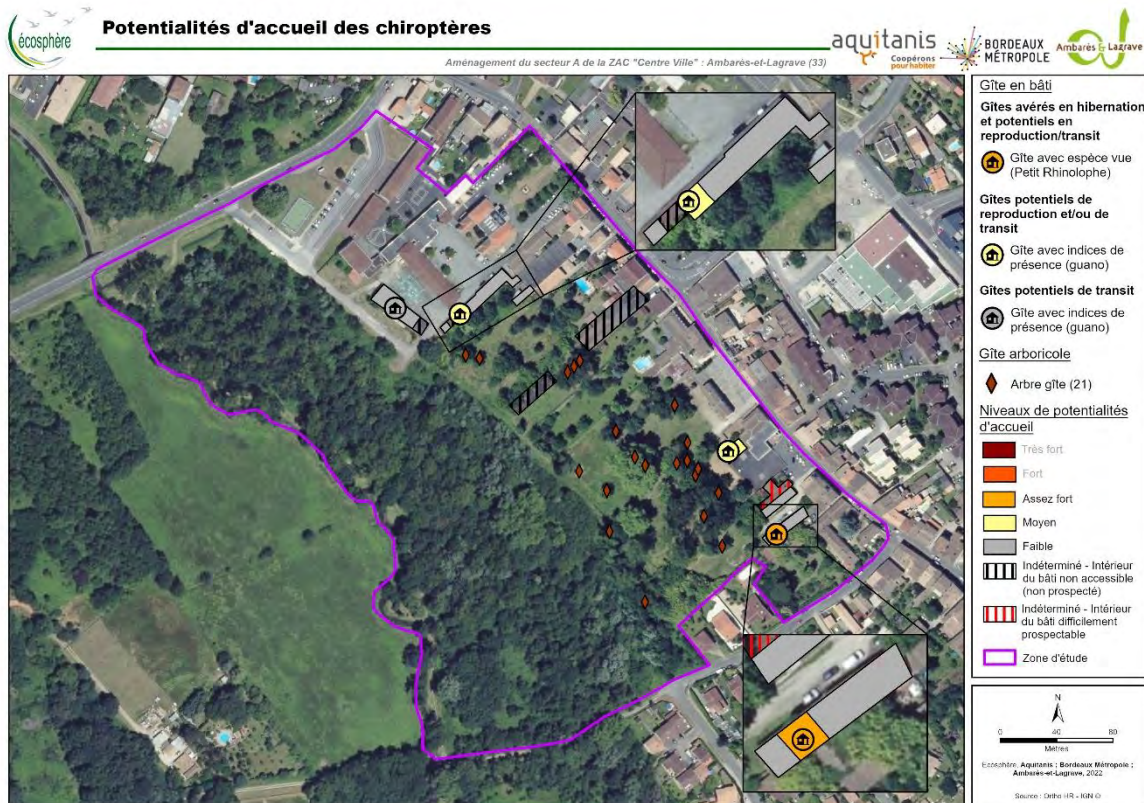 écosphère
Potentialités d'accueil des chiroptères
Aménagement du secteur A de la ZAC "Centre Ville" : Ambarès-et-Lagrave (33)
aquitanis
Coopérons
pour habiter
BORDEAUX
MÉTROPOLE
Ambarès & Lagrave
Gîte en bâti
Gîtes avérés en hibernation
et potentiels en
reproduction/transit
Gîte avec espèce vue
(Petit Rhinolophe)
Gîtes potentiels de
reproduction et/ou de
transit
Gîte avec indices de
présence (guano)
Gîtes potentiels de transit
Gîte avec indices de
présence (guano)
Gîte arboricole
Arbre gîte (21)
Niveaux de potentialités
d'accueil
Très fort
Fort
Assez fort
Moyen
Faible
Indéterminé - Intérieur
du bâti non accessible
(non prospecté)
Indéterminé - Intérieur
du bâti difficilement
prospectable
Zone d'étude
N
0 40 80
Mètres
Ecosphère, Aquitanis ; Bordeaux Métropole ;
Ambarès-et-Lagrave, 2022
Source : Ortho HR - IGN ©